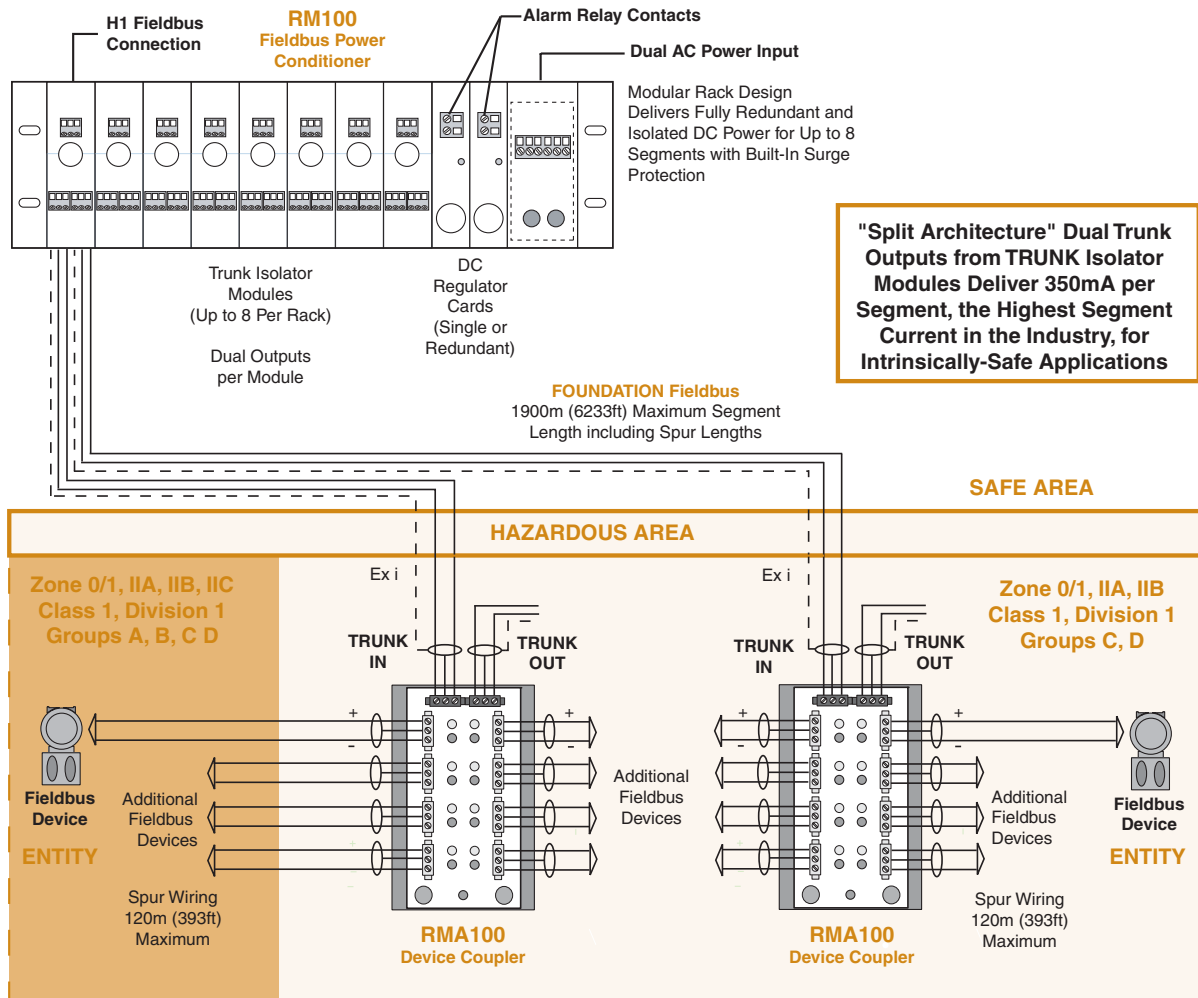 H1 Fieldbus
Connection
RM100
Fieldbus Power
Conditioner
Alarm Relay Contacts
Dual AC Power Input
Modular Rack Design
Delivers Fully Redundant and
Isolated DC Power for Up to 8
Segments with Built-In Surge
Protection
"Split Architecture" Dual Trunk
Outputs from TRUNK Isolator
Modules Deliver 350mA per
Segment, the Highest Segment
Current in the Industry, for
Intrinsically-Safe Applications
Trunk Isolator
Modules
(Up to 8 Per Rack)
Dual Outputs
per Module
DC
Regulator
Cards
(Single or
Redundant)
FOUNDATION Fieldbus
1900m (6233ft) Maximum Segment
Length including Spur Lengths
SAFE AREA
HAZARDOUS AREA
Zone 0/1, IIA, IIB, IIC
Class 1, Division 1
Groups A, B, C D
Ex i
Ex i
Zone 0/1, IIA, IIB
Class 1, Division 1
Groups C, D
TRUNK
IN
TRUNK
OUT
TRUNK
IN
TRUNK
OUT
+
-
+
-
+
-
+
-
Fieldbus
Device
ENTITY
Additional
Fieldbus
Devices
Spur Wiring
120m (393ft)
Maximum
Additional
Fieldbus
Devices
Additional
Fieldbus
Devices
Fieldbus
Device
ENTITY
Spur Wiring
120m (393ft)
Maximum
RMA100
Device Coupler
RMA100
Device Coupler